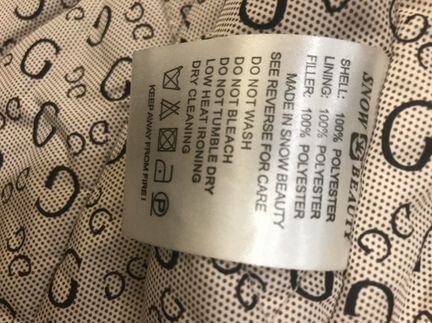 SNOW BEAUTY
SHELL: 100% POLYESTER
LINING: 100% POLYESTER
FILLER: 100% POLYESTER
MADE IN SNOW BEAUTY
SEE REVERSE FOR CARE
DO NOT WASH
DO NOT BLEACH
DO NOT TUMBLE DRY
LOW HEAT IRONING
DRY CLEANING
P
KEEP AWAY FROM FIRE!